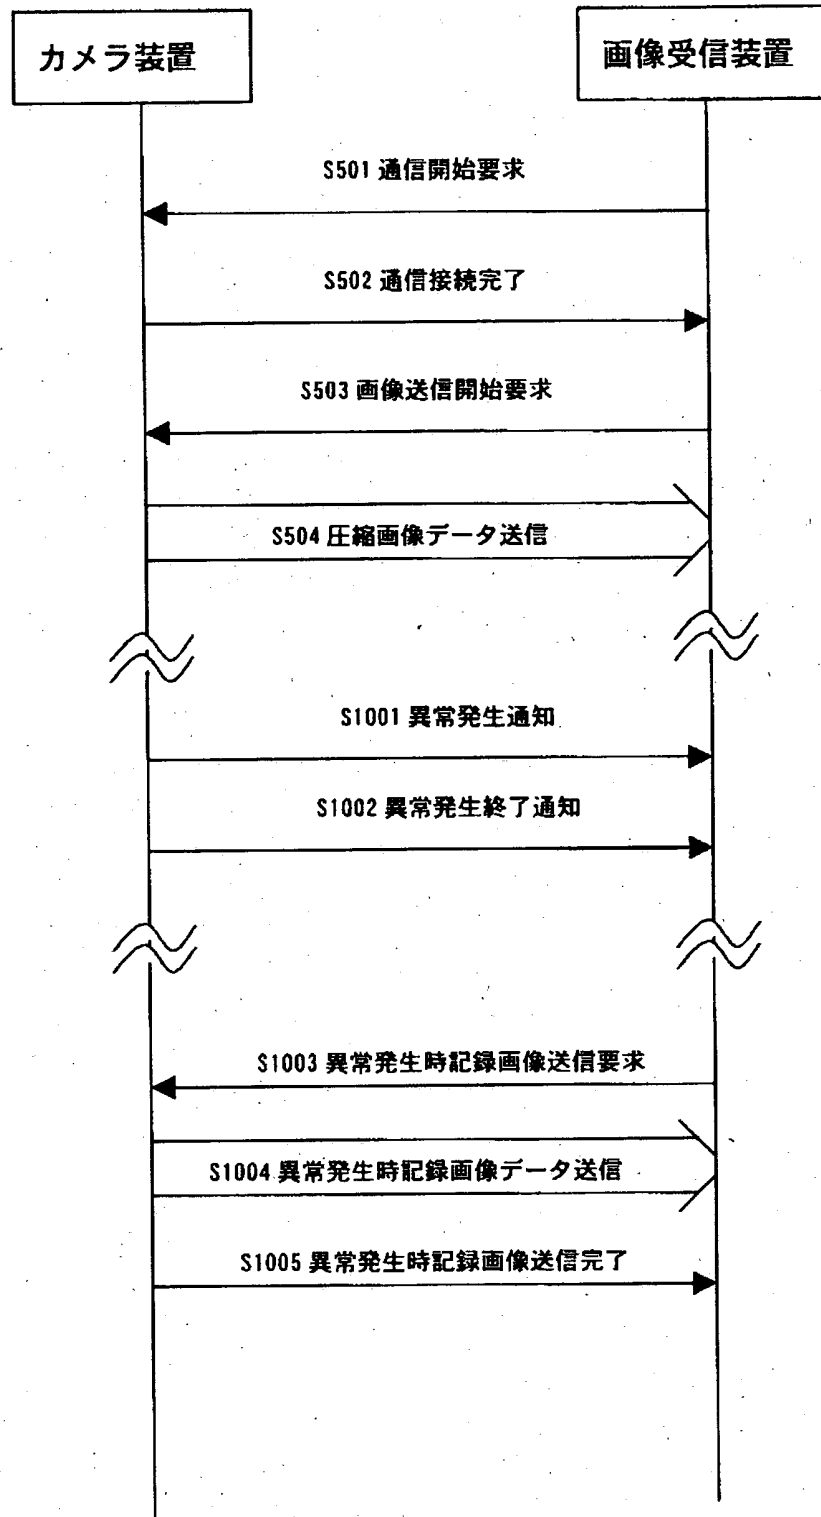 カメラ装置
画像受信装置
S501 通信開始要求
S502 通信接続完了
S503 画像送信開始要求
S504 圧縮画像データ送信
S1001 異常発生通知
S1002 異常発生終了通知
S1003 異常発生時記録画像送信要求
S1004 異常発生時記録画像データ送信
S1005 異常発生時記録画像送信完了